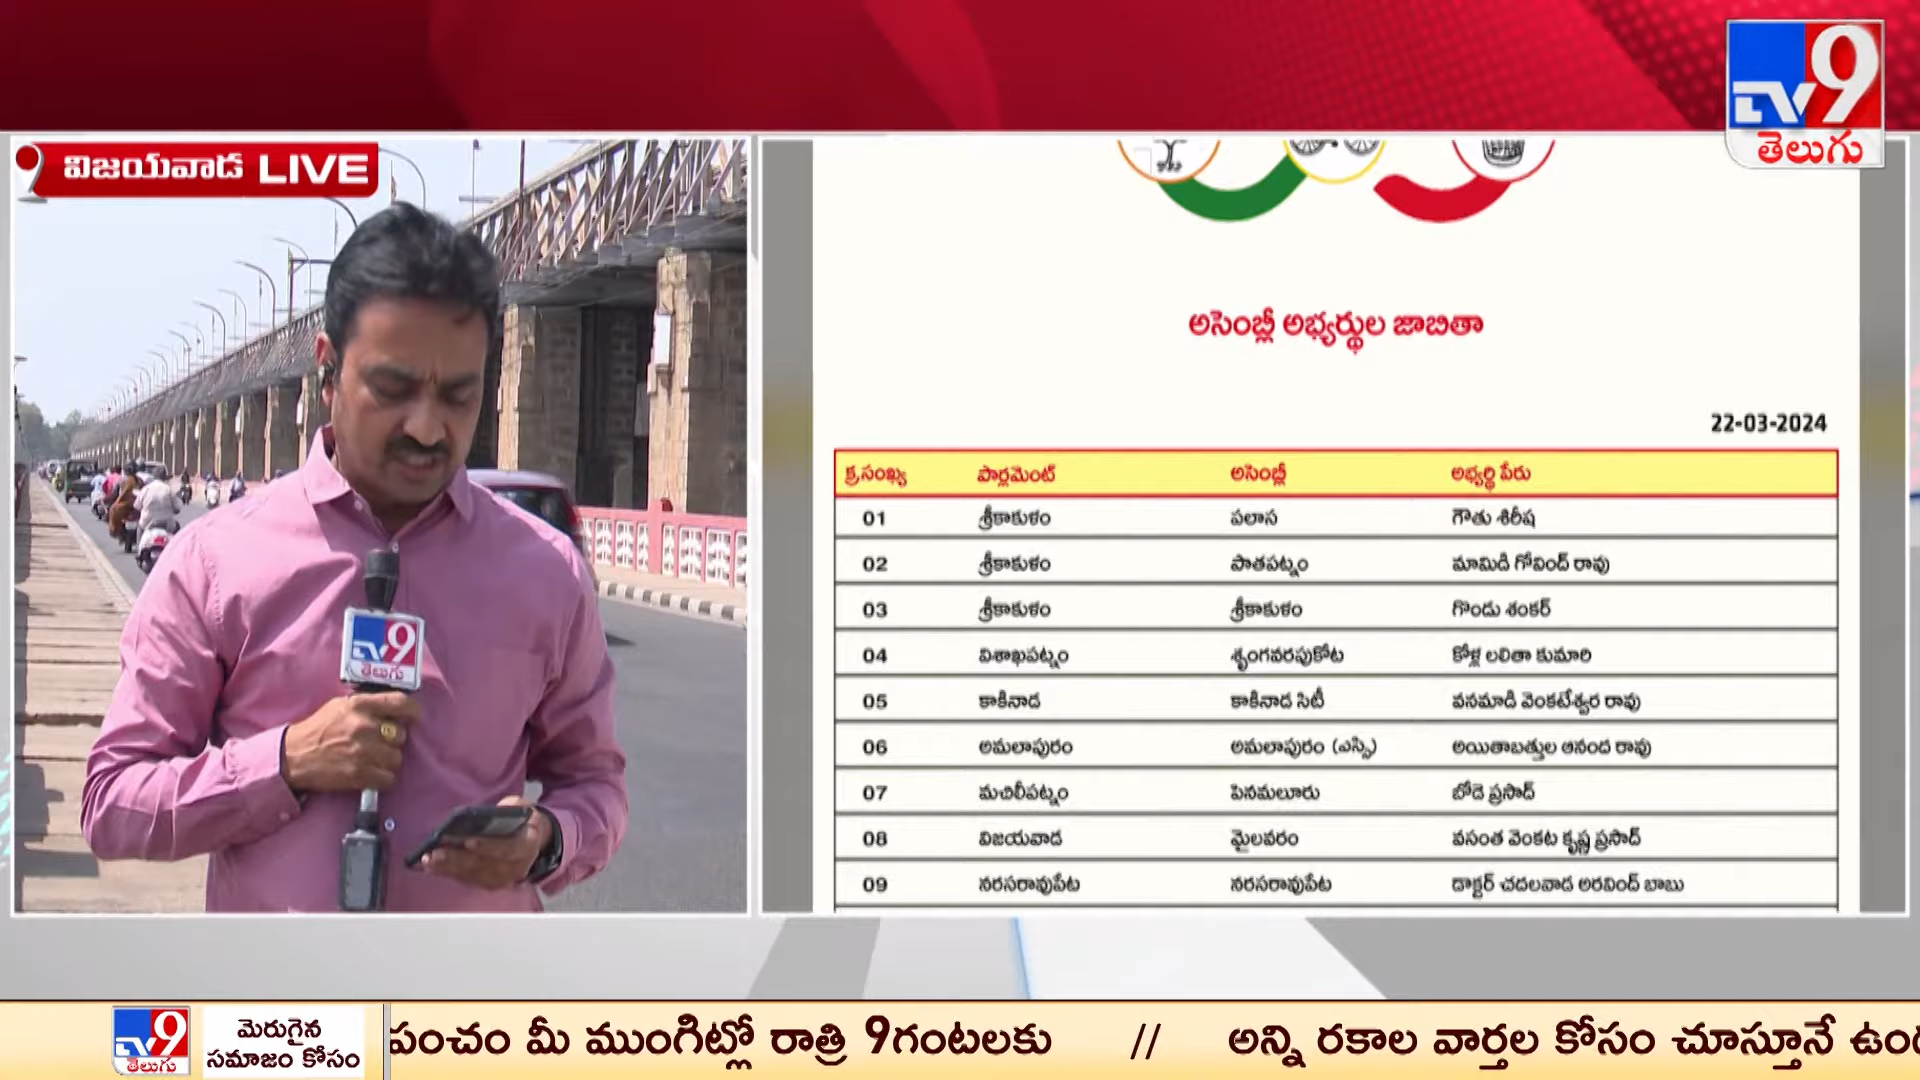 TV9
తెలుగు
విజయవాడ LIVE
అసెంబ్లీ అభ్యర్థుల జాబితా
22-03-2024
క్ర.సంఖ్య పార్లమెంట్ అసెంబ్లీ అభ్యర్థి పేరు
01 శ్రీకాకుళం పలాస గౌతు శిరీష
02 శ్రీకాకుళం పాతపట్నం మామిడి గోవింద్ రావు
03 శ్రీకాకుళం శ్రీకాకుళం గొండు శంకర్
04 విశాఖపట్నం శృంగవరపుకోట కోళ్ల లలితా కుమారి
05 కాకినాడ కాకినాడ సిటీ వనమాడి వెంకటేశ్వర రావు
06 అమలాపురం అమలాపురం (ఎస్సి) అయితాబత్తుల ఆనంద రావు
07 మచిలీపట్నం పెనమలూరు బోడె ప్రసాద్
08 విజయవాడ మైలవరం వసంత వెంకట కృష్ణ ప్రసాద్
09 నరసరావుపేట నరసరావుపేట డాక్టర్ చదలవాడ అరవింద్ బాబు
TV9
తెలుగు
TV9
తెలుగు
మెరుగైన
సమాజం కోసం
పంచం మీ ముంగిట్లో రాత్రి 9గంటలకు // అన్ని రకాల వార్తల కోసం చూస్తూనే